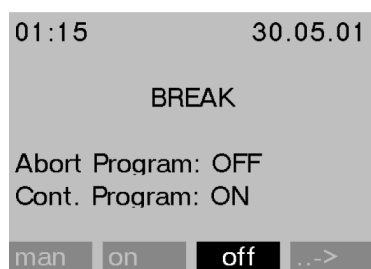 01:15 30.05.01
BREAK
Abort Program: OFF
Cont. Program: ON
man on off ..->